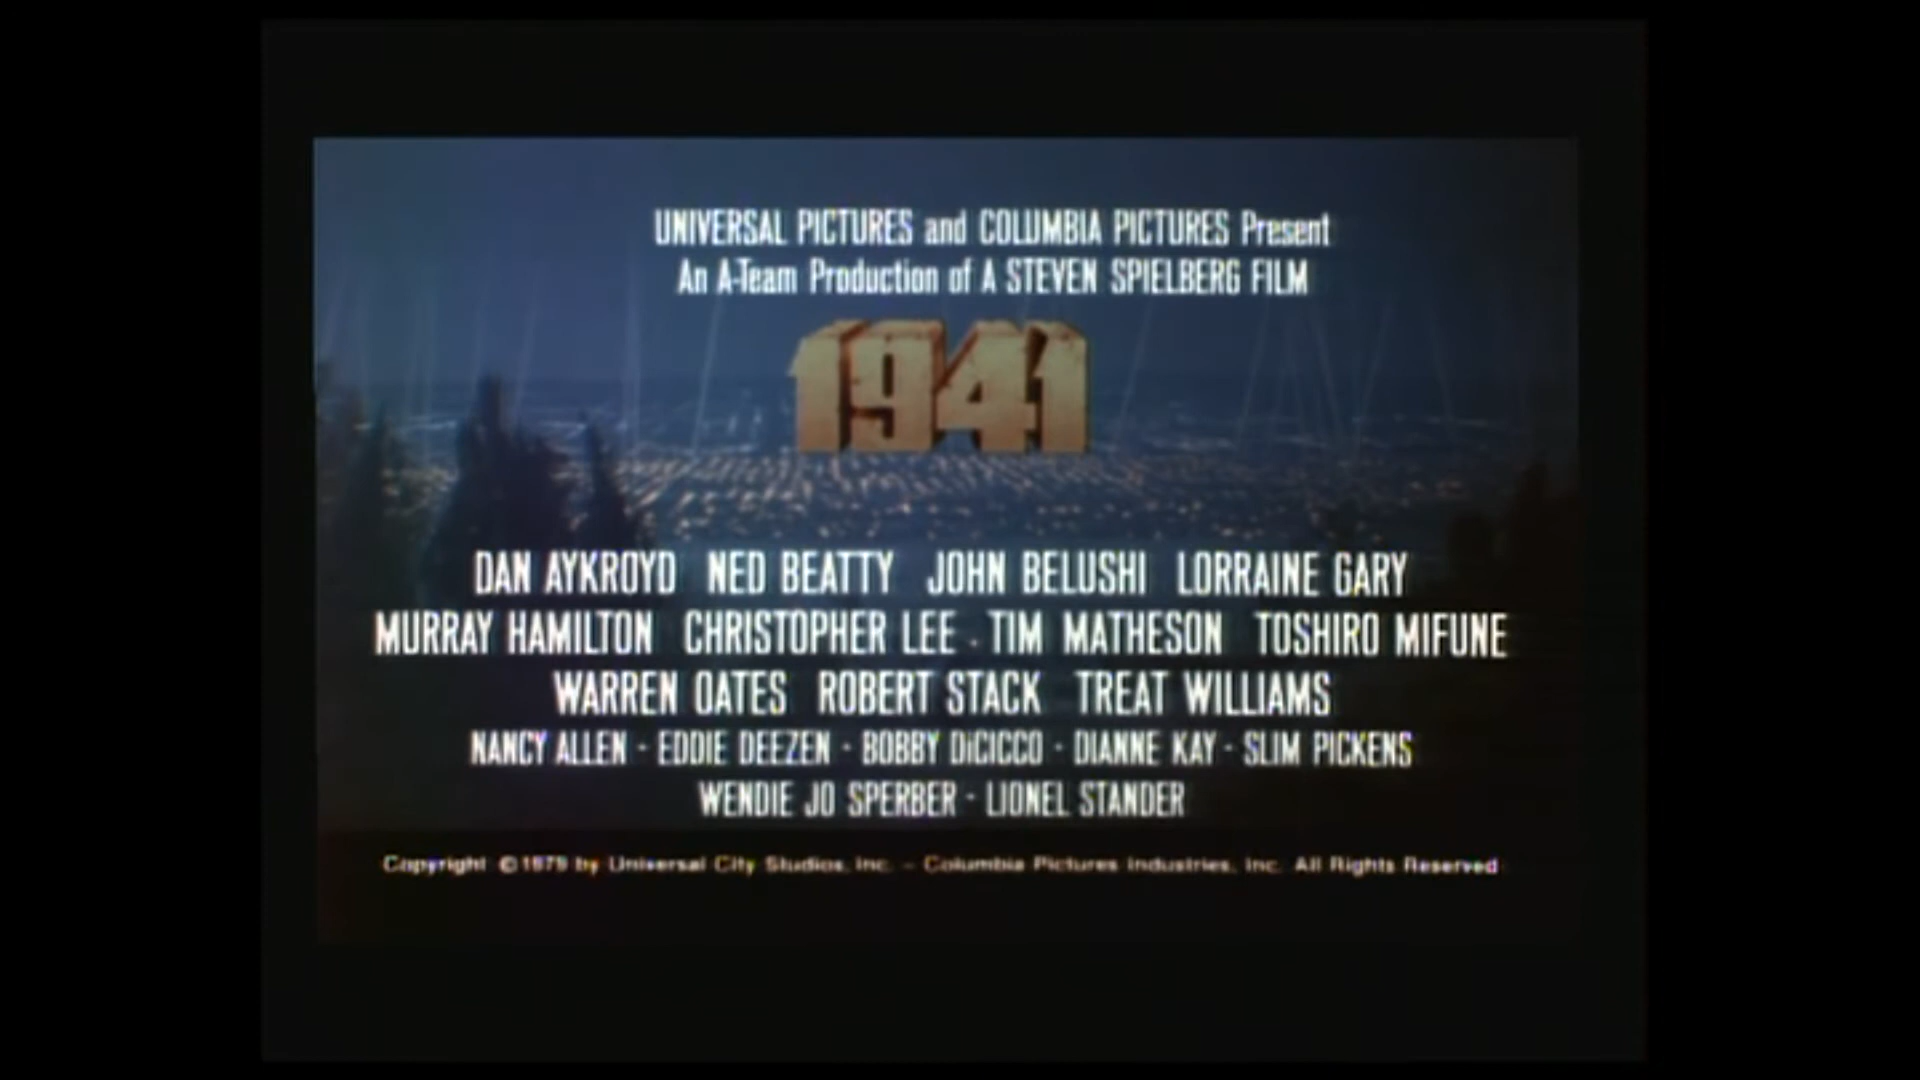 UNIVERSAL PICTURES and COLUMBIA PICTURES Present
An A-Team Production of A STEVEN SPIELBERG FILM
1941
DAN AYKROYD NED BEATTY JOHN BELUSHI LORRAINE GARY
MURRAY HAMILTON CHRISTOPHER LEE · TIM MATHESON TOSHIRO MIFUNE
WARREN OATES ROBERT STACK TREAT WILLIAMS
NANCY ALLEN - EDDIE DEEZEN - BOBBY DiCICCO - DIANNE KAY - SLIM PICKENS
WENDIE JO SPERBER - LIONEL STANDER
Copyright ©1979 by Universal City Studios, Inc. – Columbia Pictures Industries, Inc. All Rights Reserved